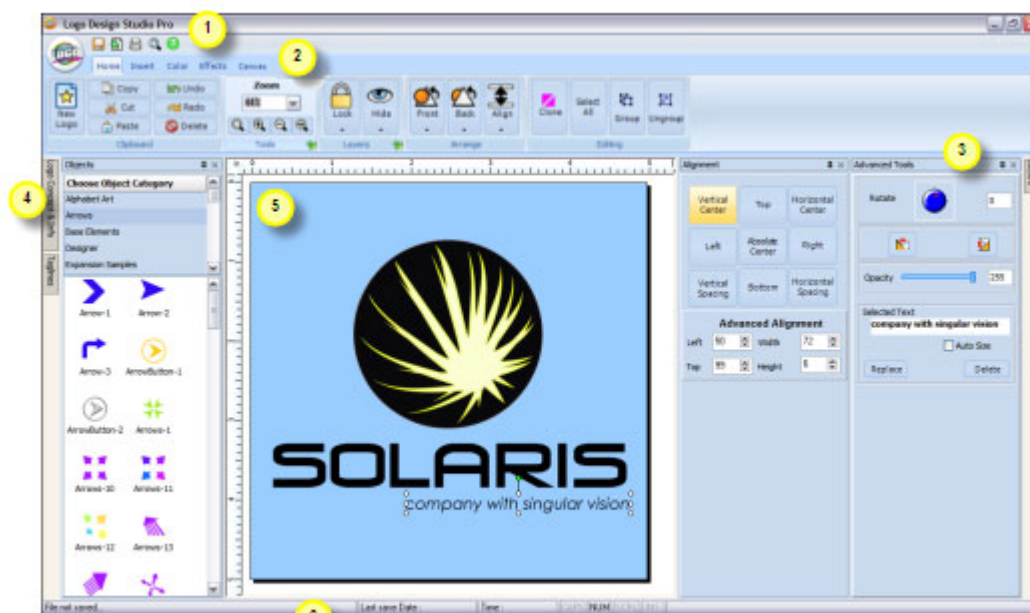 Logo Design Studio Pro
1
Home Insert Color Effects Canvas
2
New Logo
Copy
Cut
Paste
Undo
Redo
Delete
Clipboard
Zoom
Tools
Lock
Hide
Layers
Front
Back
Align
Arrange
Clone
Select All
Group
Ungroup
Editing
4
Taglines
Objects
Choose Object Category
Alphabet Art
Arrows
Base Elements
Designer
Expansion Samples
Arrow-1 Arrow-2
Arrow-3 ArrowButton-1
ArrowButton-2 Arrows-1
Arrows-10 Arrows-11
Arrows-12 Arrows-13
5
SOLARIS
company with singular vision
Alignment
Vertical Center
Top
Horizontal Center
Left
Absolute Center
Right
Vertical Spacing
Bottom
Horizontal Spacing
Advanced Alignment
Left 90 Width 72
Top 99 Height 5
Advanced Tools
3
Rotate 0
Opacity 255
Selected Text
company with singular vision
Auto Size
Replace Delete
File not saved...
Last save Date :
Time :
NUM